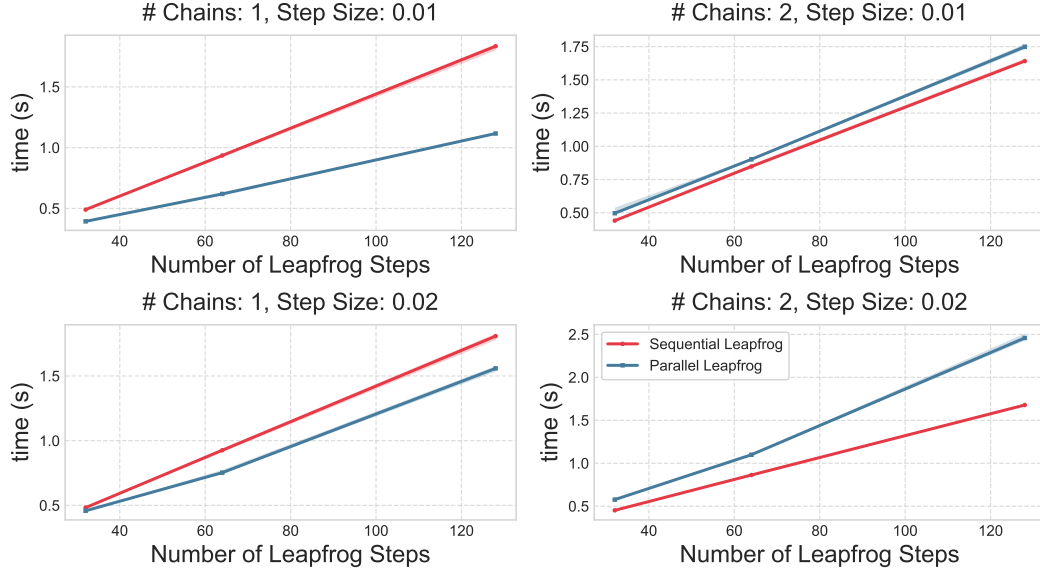 # Chains: 1, Step Size: 0.01
time (s)
1.5
1.0
0.5
40 60 80 100 120
Number of Leapfrog Steps
# Chains: 2, Step Size: 0.01
time (s)
1.75
1.50
1.25
1.00
0.75
0.50
40 60 80 100 120
Number of Leapfrog Steps
# Chains: 1, Step Size: 0.02
time (s)
1.5
1.0
0.5
40 60 80 100 120
Number of Leapfrog Steps
# Chains: 2, Step Size: 0.02
time (s)
2.5
2.0
1.5
1.0
0.5
Sequential Leapfrog
Parallel Leapfrog
40 60 80 100 120
Number of Leapfrog Steps